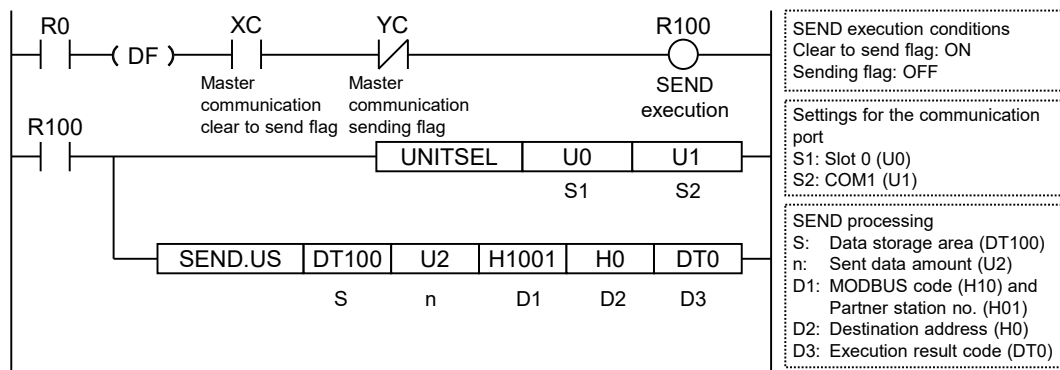 R0
( DF )
XC
YC
R100
Master
communication
clear to send flag
Master
communication
sending flag
SEND
execution
R100
UNITSEL U0 U1
S1 S2
SEND.US DT100 U2 H1001 H0 DT0
S n D1 D2 D3
SEND execution conditions
Clear to send flag: ON
Sending flag: OFF
Settings for the communication
port
S1: Slot 0 (U0)
S2: COM1 (U1)
SEND processing
S: Data storage area (DT100)
n: Sent data amount (U2)
D1: MODBUS code (H10) and
Partner station no. (H01)
D2: Destination address (H0)
D3: Execution result code (DT0)